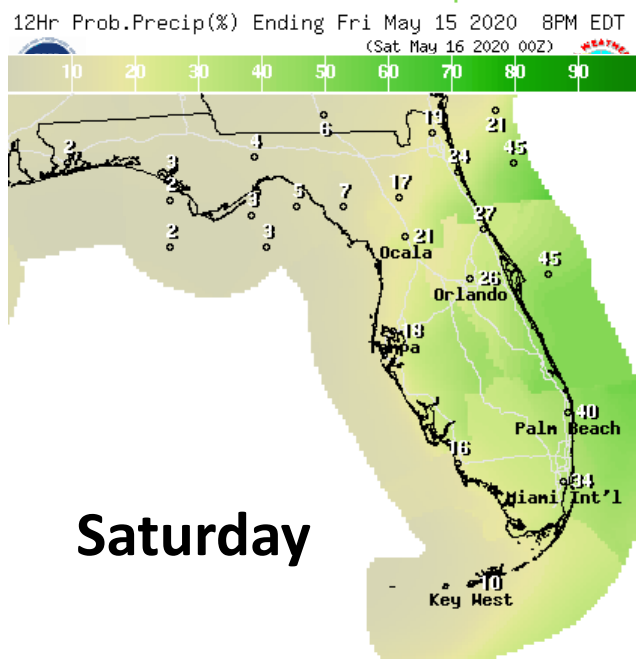 12Hr Prob.Precip(%) Ending Fri May 15 2020 8PM EDT
(Sat May 16 2020 00Z)
WEATHER
10 20 30 40 50 60 70 80 90
6
19
21
2
4
24
45
3
2
3
5
7
17
27
2
3
21
Ocala
26
45
Orlando
18
Tampa
40
Palm Beach
16
34
Miami Int'l
Saturday
10
Key West